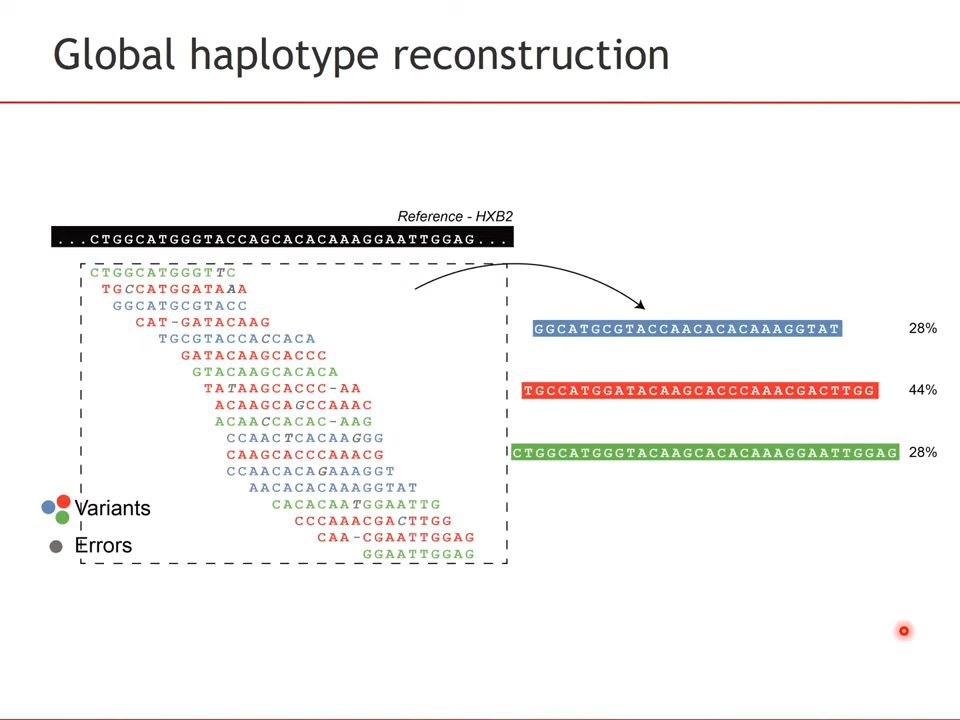 Global haplotype reconstruction
Reference - HXB2
...CTGGCATGGGTACCAGCACACAAAGGAATTGGAG...
CTGGCATGGGTTC
TGCCATGGATAAA
GGCATGCGTACC
CAT-GATACAAG
TGCGTACCACCACA
GATACAAGCACCC
GTACAAGCACACA
TATAAGCACCC-AA
ACAAGCAGCCAAAC
ACAACCACAC-AAG
CCAACTCACAAGGG
CAAGCACCCAAACG
CCAACACAGAAAGGT
AACACACAAAGGTAT
CACACAATGGAATTG
CCCAAACGACTTGG
CAA-CGAATTGGAG
GGAATTGGAG
Variants
Errors
GGCATGCGTACCAACACACAAAGGTAT 28%
TGCCATGGATACAAGCACCCAAACGACTTGG 44%
CTGGCATGGGTACAAGCACACAAAGGAATTGGAG 28%